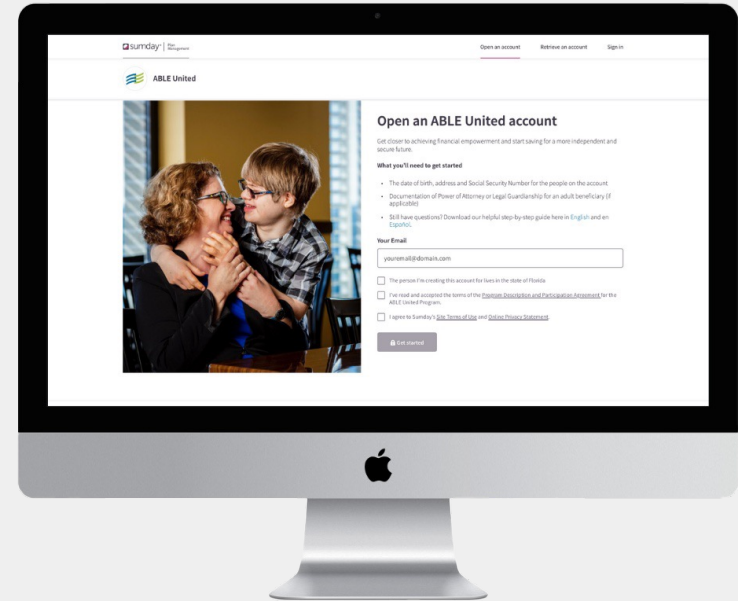 sumday
Plan
Management
Open an account
Retrieve an account
Sign in
ABLE United
Open an ABLE United account
Get closer to achieving financial empowerment and start saving for a more independent and
secure future.
What you'll need to get started
• The date of birth, address and Social Security Number for the people on the account
• Documentation of Power of Attorney or Legal Guardianship for an adult beneficiary (if
applicable)
• Still have questions? Download our helpful step-by-step guide here in English and en
Español.
Your Email
youremail@domain.com
The person I'm creating this account for lives in the state of Florida
I've read and accepted the terms of the Program Description and Participation Agreement for the
ABLE United Program.
I agree to Sumday's Site Terms of Use and Online Privacy Statement.
Get started